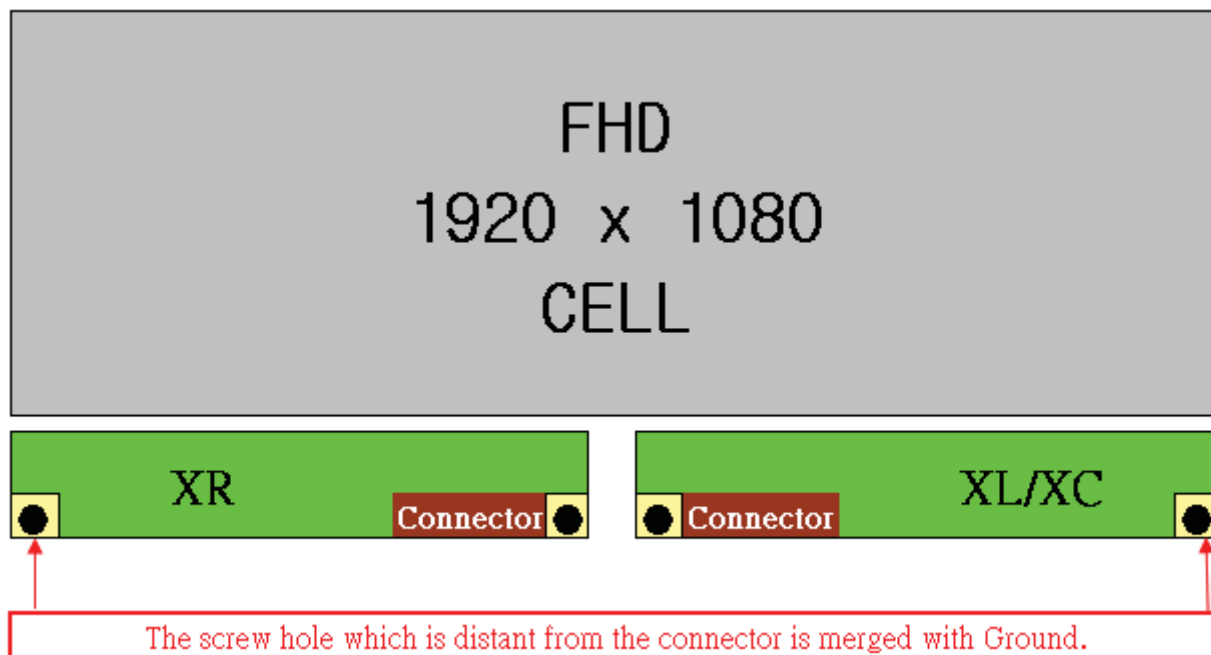 FHD
1920 x 1080
CELL
XR
XL/XC
Connector
Connector
The screw hole which is distant from the connector is merged with Ground.